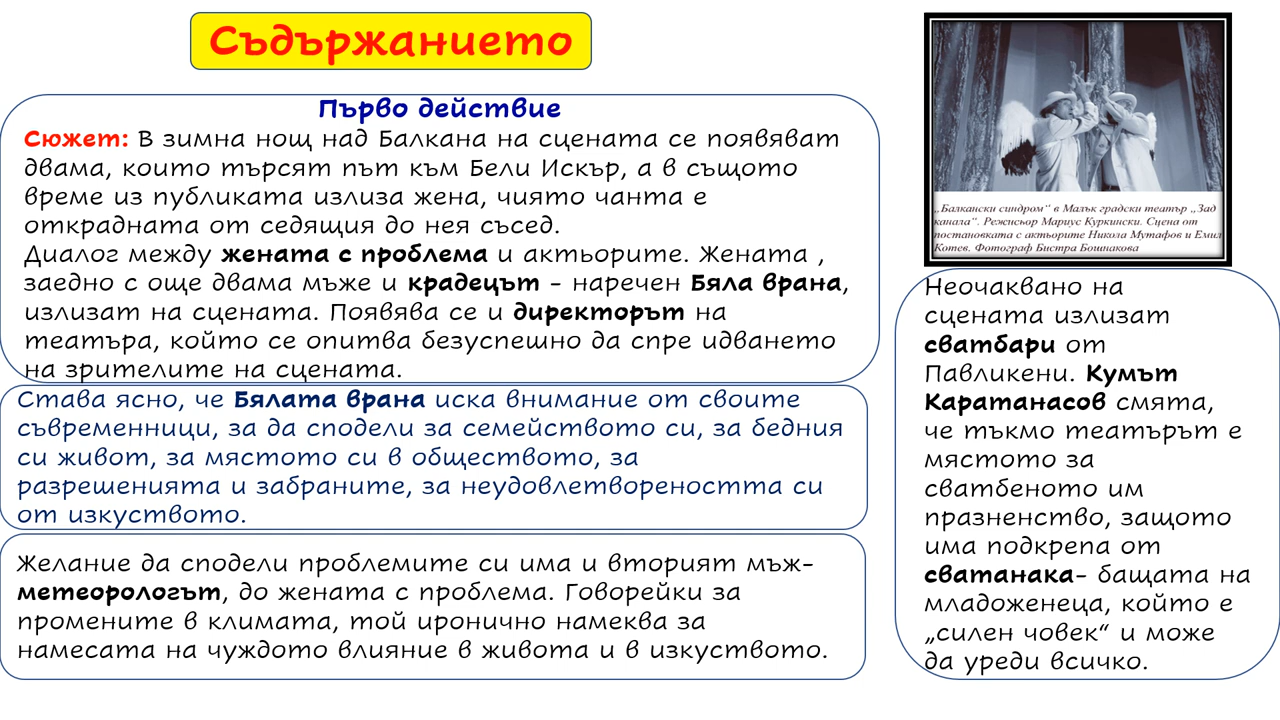 Съдържанието
Първо действие
Сюжет: В зимна нощ над Балкана на сцената се появяват
двама, които търсят път към Бели Искър, а в същото
време из публиката излиза жена, чиято чанта е
открадната от седящия до нея съсед.
Диалог между жената с проблема и актьорите. Жената ,
заедно с още двама мъже и крадецът - наречен Бяла врана,
излизат на сцената. Появява се и директорът на
театъра, който се опитва безуспешно да спре идването
на зрителите на сцената.
Става ясно, че Бялата врана иска внимание от своите
съвременници, за да сподели за семейството си, за бедния
си живот, за мястото си в обществото, за
разрешенията и забраните, за неудовлетвореността си
от изкуството.
Желание да сподели проблемите си има и вторият мъж-
метеорологът, до жената с проблема. Говорейки за
промените в климата, той иронично намеква за
намесата на чуждото влияние в живота и в изкуството.
„Балкански синдром“ в Малък градски театър „Зад
канала“. Режисьор Мариус Куркински. Сцена от
постановката с актьорите Никола Мутафов и Емил
Котев. Фотограф Бистра Бошнакова
Неочаквано на
сцената излизат
сватбари от
Павликени. Кумът
Каратанасов смята,
че тъкмо театърът е
мястото за
сватбеното им
празненство, защото
има подкрепа от
сватанака- бащата на
младоженеца, който е
„силен човек“ и може
да уреди всичко.